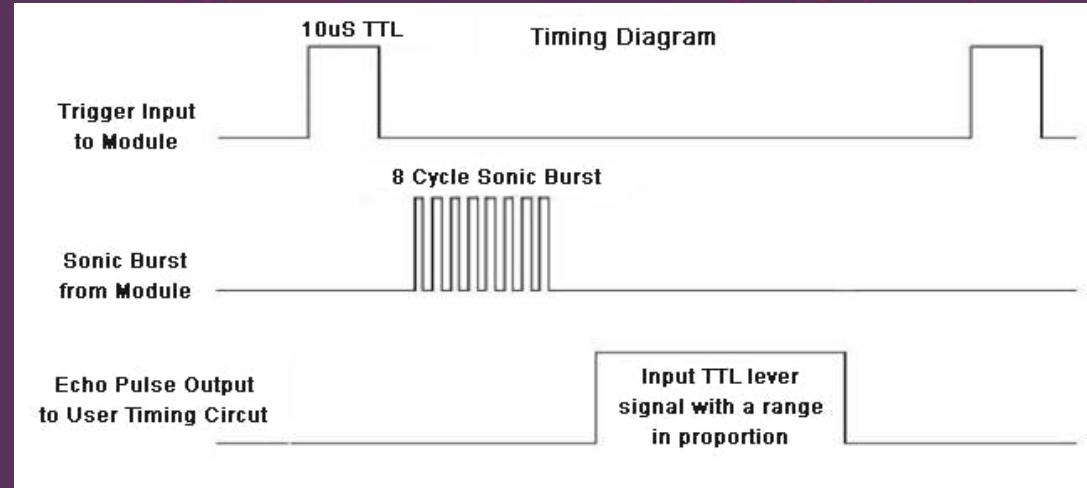 10uS TTL
Timing Diagram
Trigger Input
to Module
8 Cycle Sonic Burst
Sonic Burst
from Module
Echo Pulse Output
to User Timing Circut
Input TTL lever
signal with a range
in proportion